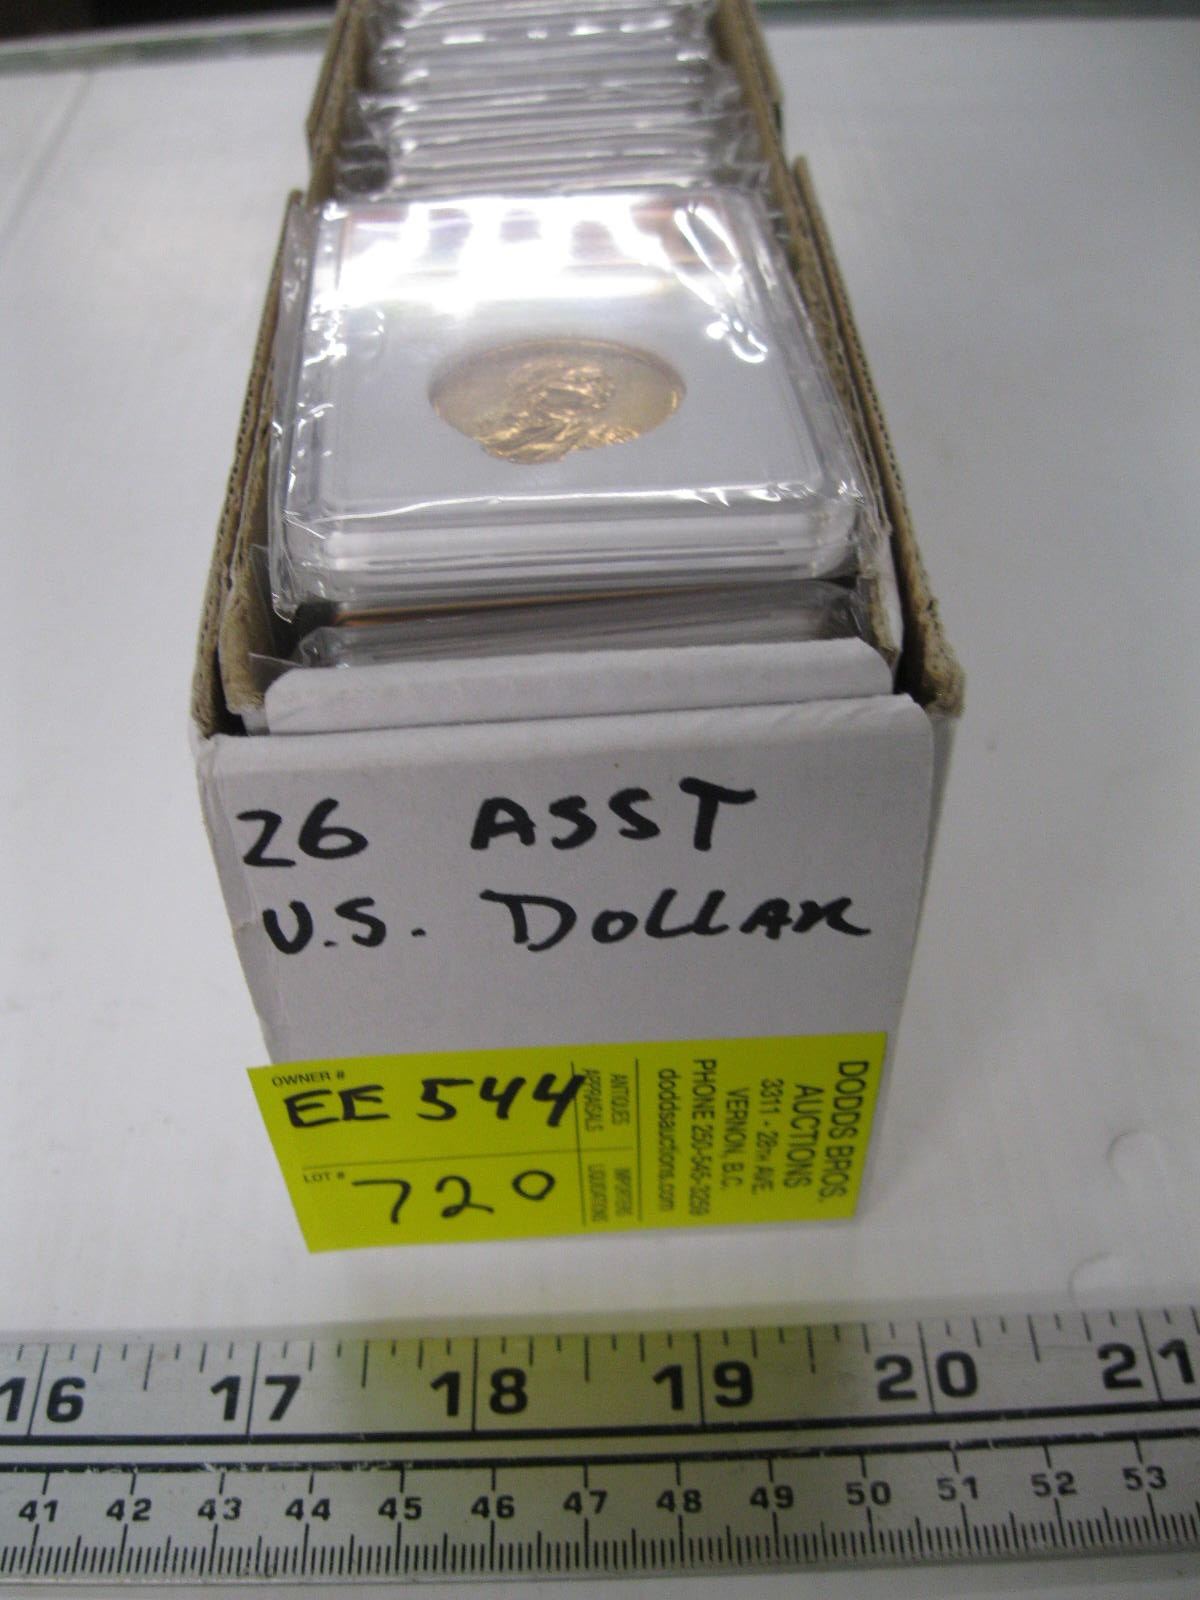 26 ASST
U.S. DOLLAR
OWNER #
EE 544
LOT #
720
ANTIQUES
APPRAISALS
IMPORTERS
LIQUIDATIONS
DODDS BROS.
AUCTIONS
3311 - 28TH AVE.
VERNON, B.C.
PHONE 250-545-3259
doddsauctions.com
16 17 18 19 20 21
41 42 43 44 45 46 47 48 49 50 51 52 53